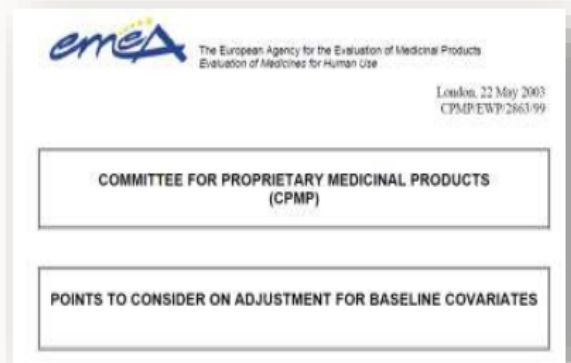 emea
The European Agency for the Evaluation of Medicinal Products
Evaluation of Medicines for Human Use
London, 22 May 2003
CPMP/EWP/2863/99
COMMITTEE FOR PROPRIETARY MEDICINAL PRODUCTS
(CPMP)
POINTS TO CONSIDER ON ADJUSTMENT FOR BASELINE COVARIATES